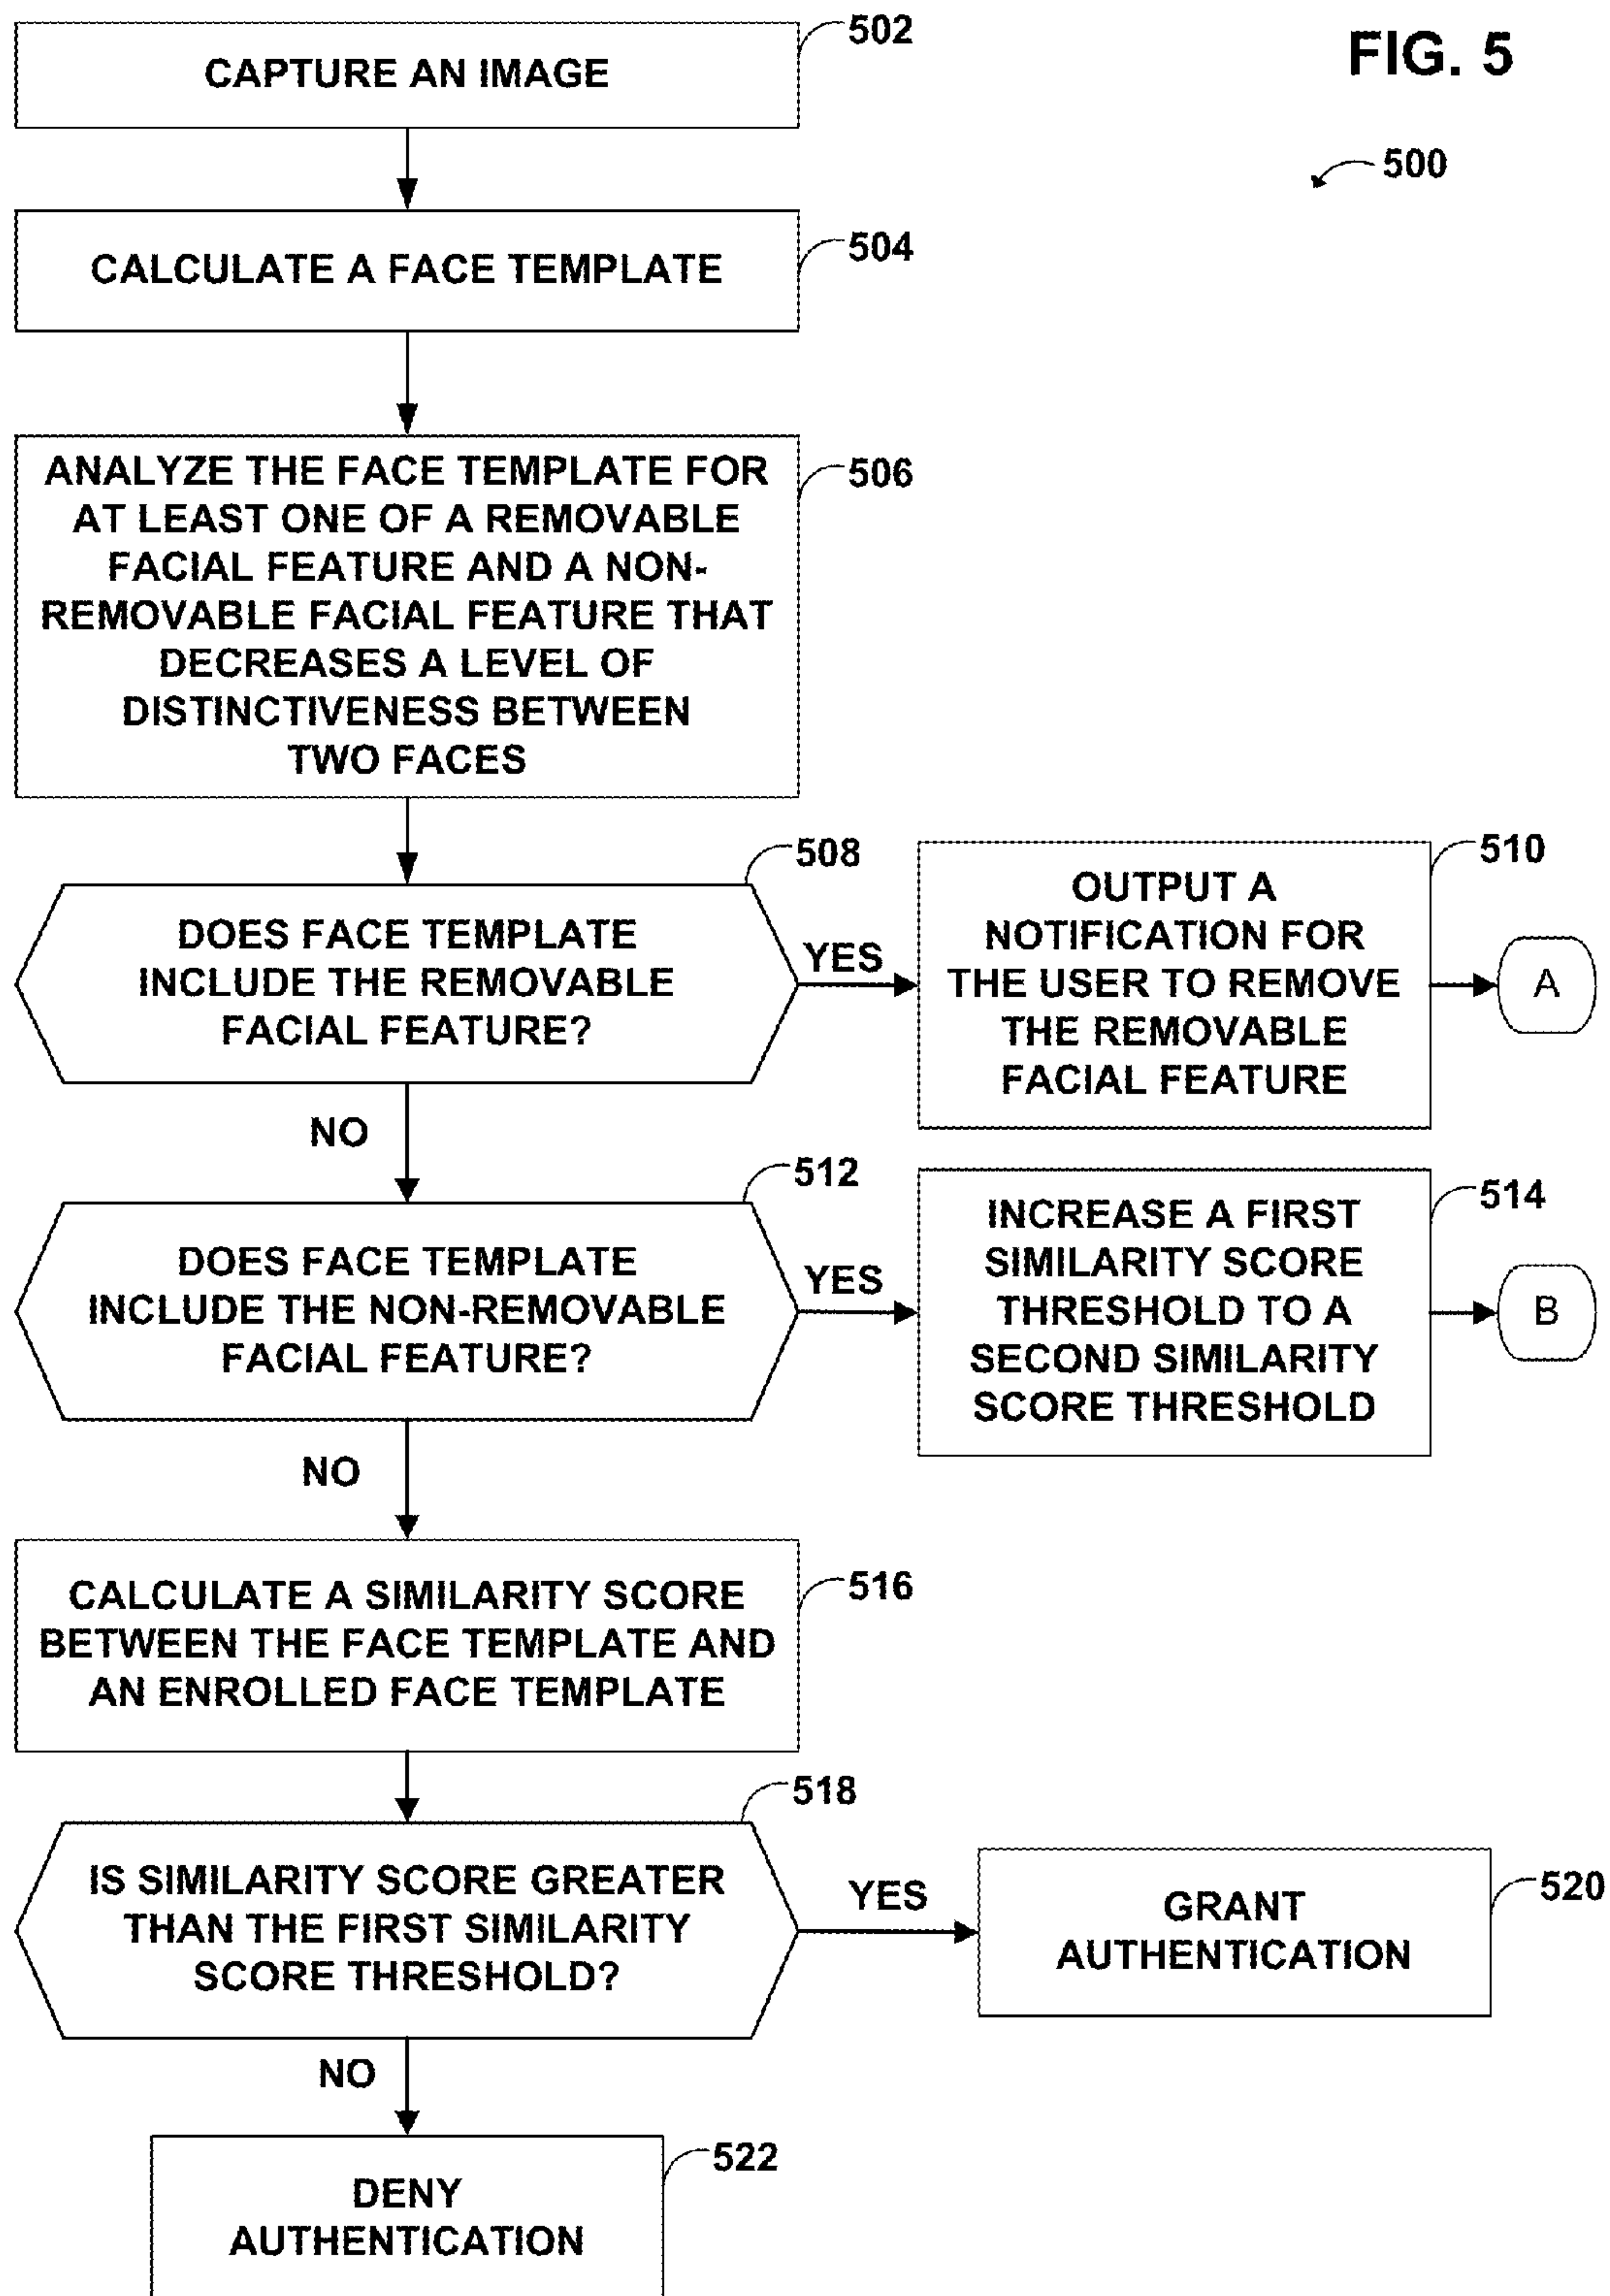 FIG. 5
500
CAPTURE AN IMAGE
502
CALCULATE A FACE TEMPLATE
504
ANALYZE THE FACE TEMPLATE FOR
AT LEAST ONE OF A REMOVABLE
FACIAL FEATURE AND A NON-
REMOVABLE FACIAL FEATURE THAT
DECREASES A LEVEL OF
DISTINCTIVENESS BETWEEN
TWO FACES
506
DOES FACE TEMPLATE
INCLUDE THE REMOVABLE
FACIAL FEATURE?
508
YES
OUTPUT A
NOTIFICATION FOR
THE USER TO REMOVE
THE REMOVABLE
FACIAL FEATURE
510
A
NO
DOES FACE TEMPLATE
INCLUDE THE NON-REMOVABLE
FACIAL FEATURE?
512
YES
INCREASE A FIRST
SIMILARITY SCORE
THRESHOLD TO A
SECOND SIMILARITY
SCORE THRESHOLD
514
B
NO
CALCULATE A SIMILARITY SCORE
BETWEEN THE FACE TEMPLATE AND
AN ENROLLED FACE TEMPLATE
516
IS SIMILARITY SCORE GREATER
THAN THE FIRST SIMILARITY
SCORE THRESHOLD?
518
YES
GRANT
AUTHENTICATION
520
NO
DENY
AUTHENTICATION
522